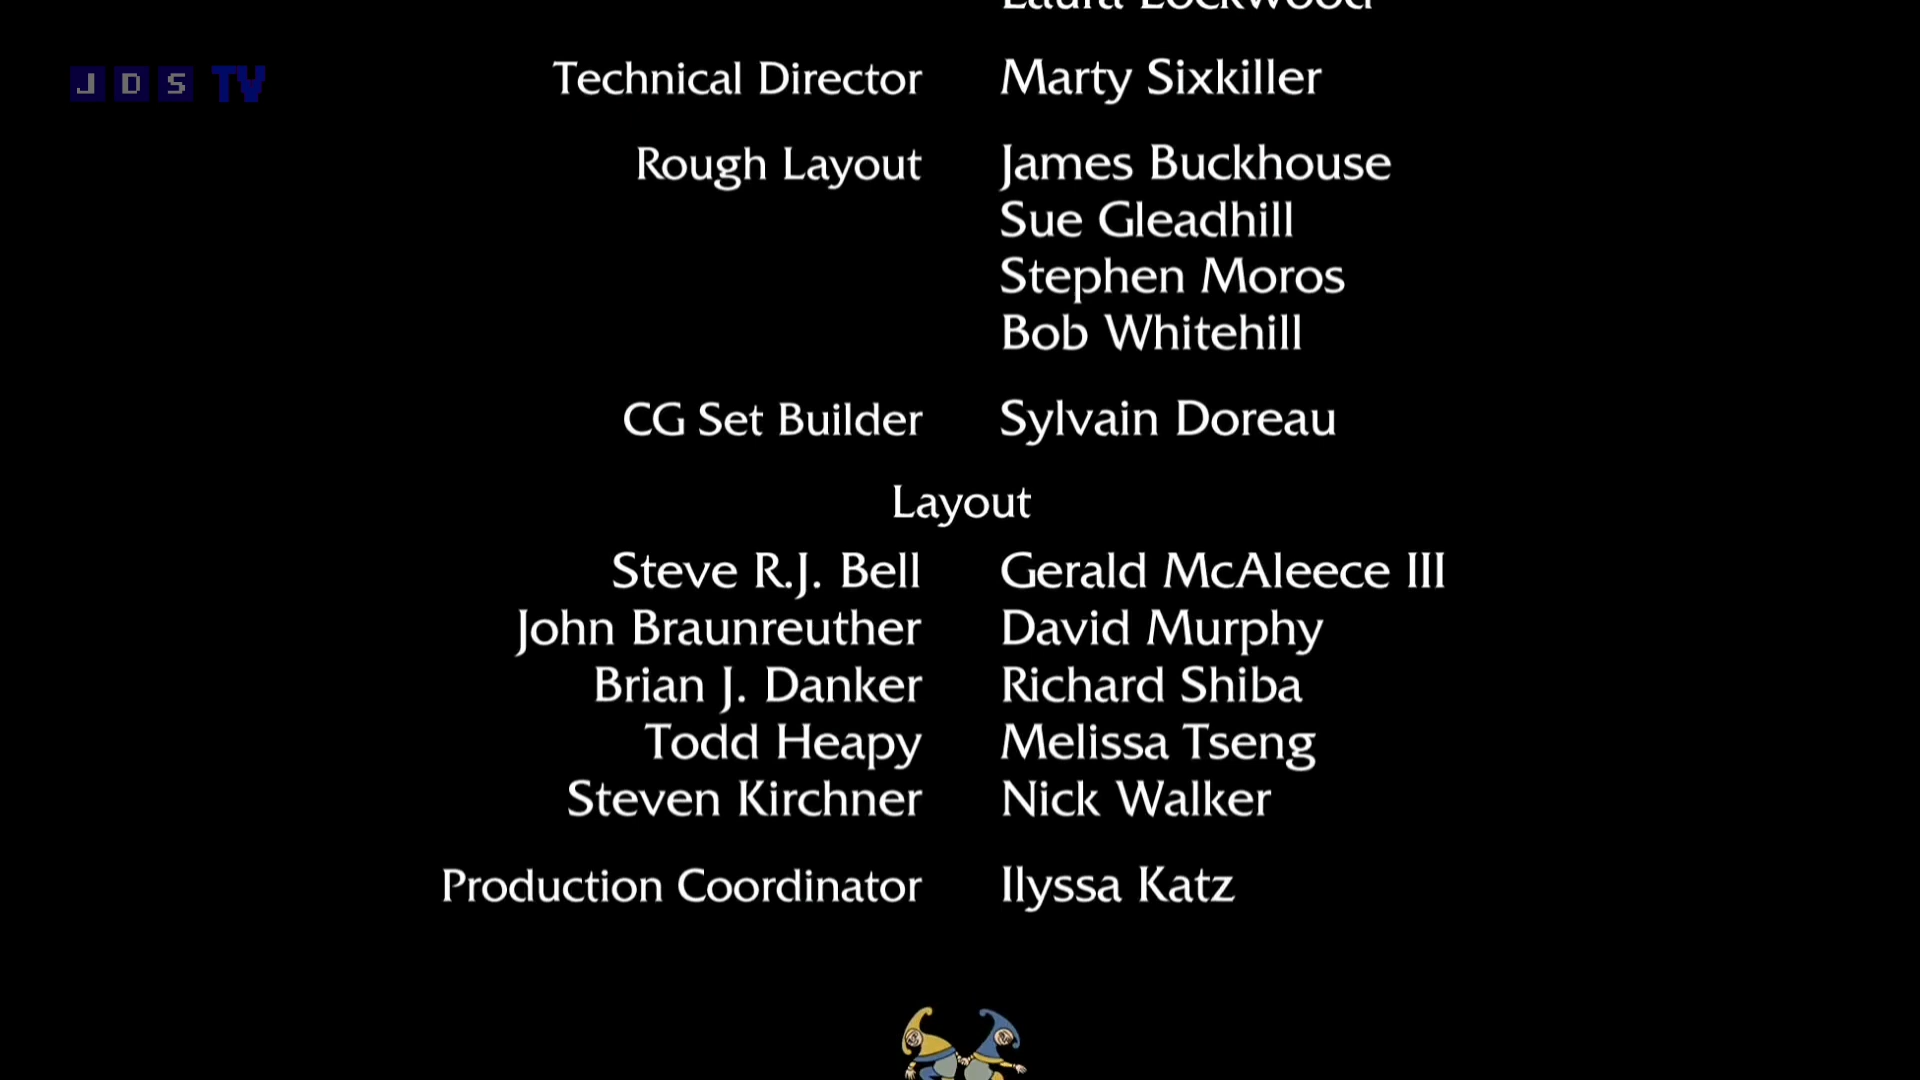 Laura Lockwood
JDS TV
Technical Director Marty Sixkiller
Rough Layout James Buckhouse
Sue Gleadhill
Stephen Moros
Bob Whitehill
CG Set Builder Sylvain Doreau
Layout
Steve R.J. Bell Gerald McAleece III
John Braunreuther David Murphy
Brian J. Danker Richard Shiba
Todd Heapy Melissa Tseng
Steven Kirchner Nick Walker
Production Coordinator Ilyssa Katz